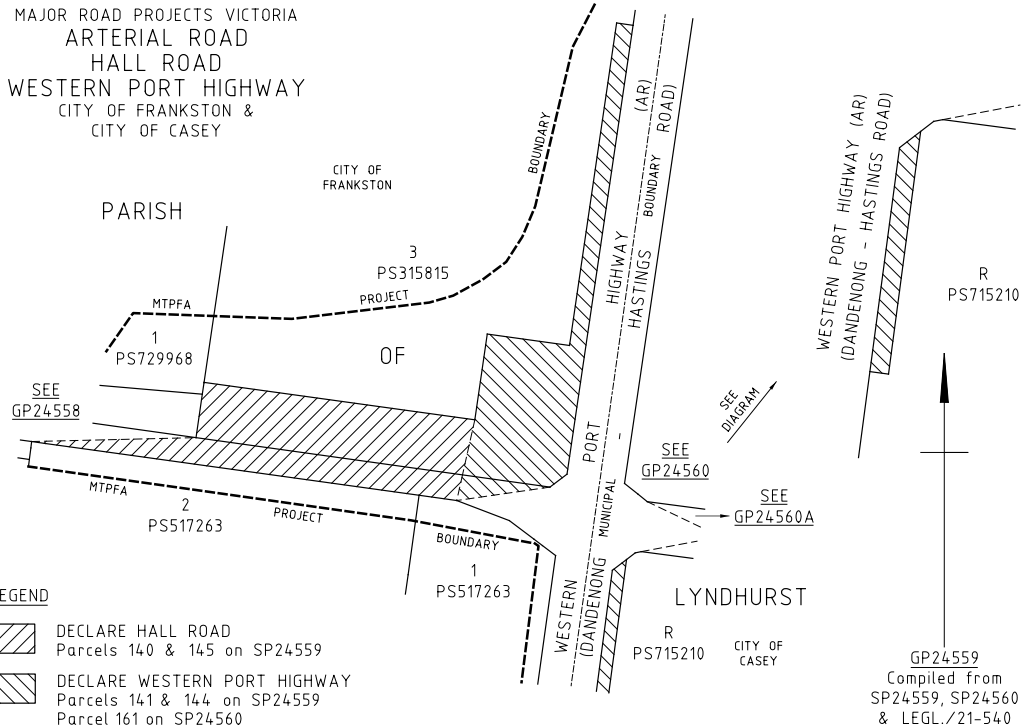 MAJOR ROAD PROJECTS VICTORIA
ARTERIAL ROAD
HALL ROAD
WESTERN PORT HIGHWAY
CITY OF FRANKSTON &
CITY OF CASEY
CITY OF
FRANKSTON
PARISH
3
PS315815
MTPFA
PROJECT
BOUNDARY
1
PS729968
OF
SEE
GP24558
MTPFA
PROJECT
BOUNDARY
2
PS517263
1
PS517263
WESTERN PORT HIGHWAY (AR)
(DANDENONG - HASTINGS ROAD)
MUNICIPAL BOUNDARY
SEE
GP24560
SEE
GP24560A
SEE
DIAGRAM
WESTERN PORT HIGHWAY (AR)
(DANDENONG - HASTINGS ROAD)
R
PS715210
LYNDHURST
R
PS715210
CITY OF
CASEY
EGEND
DECLARE HALL ROAD
Parcels 140 & 145 on SP24559
DECLARE WESTERN PORT HIGHWAY
Parcels 141 & 144 on SP24559
Parcel 161 on SP24560
GP24559
Compiled from
SP24559, SP24560
& LEGL./21-540